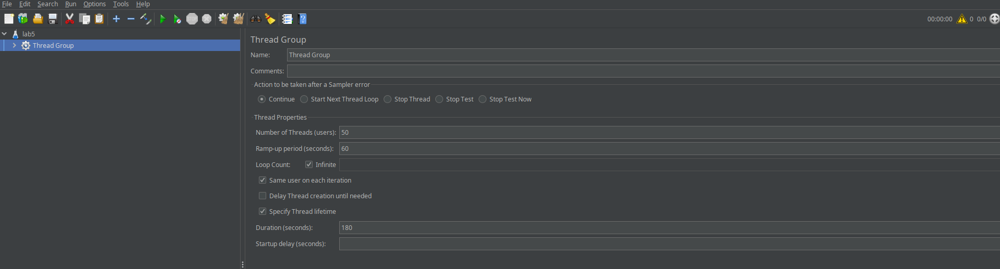 File Edit Search Run Options Tools Help
00:00:00 0 0/0
lab5
Thread Group
Thread Group
Name: Thread Group
Comments:
Action to be taken after a Sampler error
Continue Start Next Thread Loop Stop Thread Stop Test Stop Test Now
Thread Properties
Number of Threads (users): 50
Ramp-up period (seconds): 60
Loop Count: Infinite
Same user on each iteration
Delay Thread creation until needed
Specify Thread lifetime
Duration (seconds): 180
Startup delay (seconds):